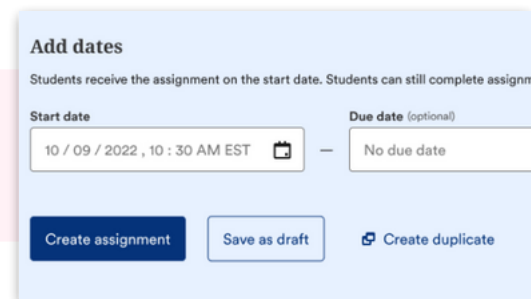 Add dates
Students receive the assignment on the start date. Students can still complete
Start date Due date (optional)
10 / 09 / 2022 , 10 : 30 AM EST — No due date
Create assignment Save as draft Create duplicate